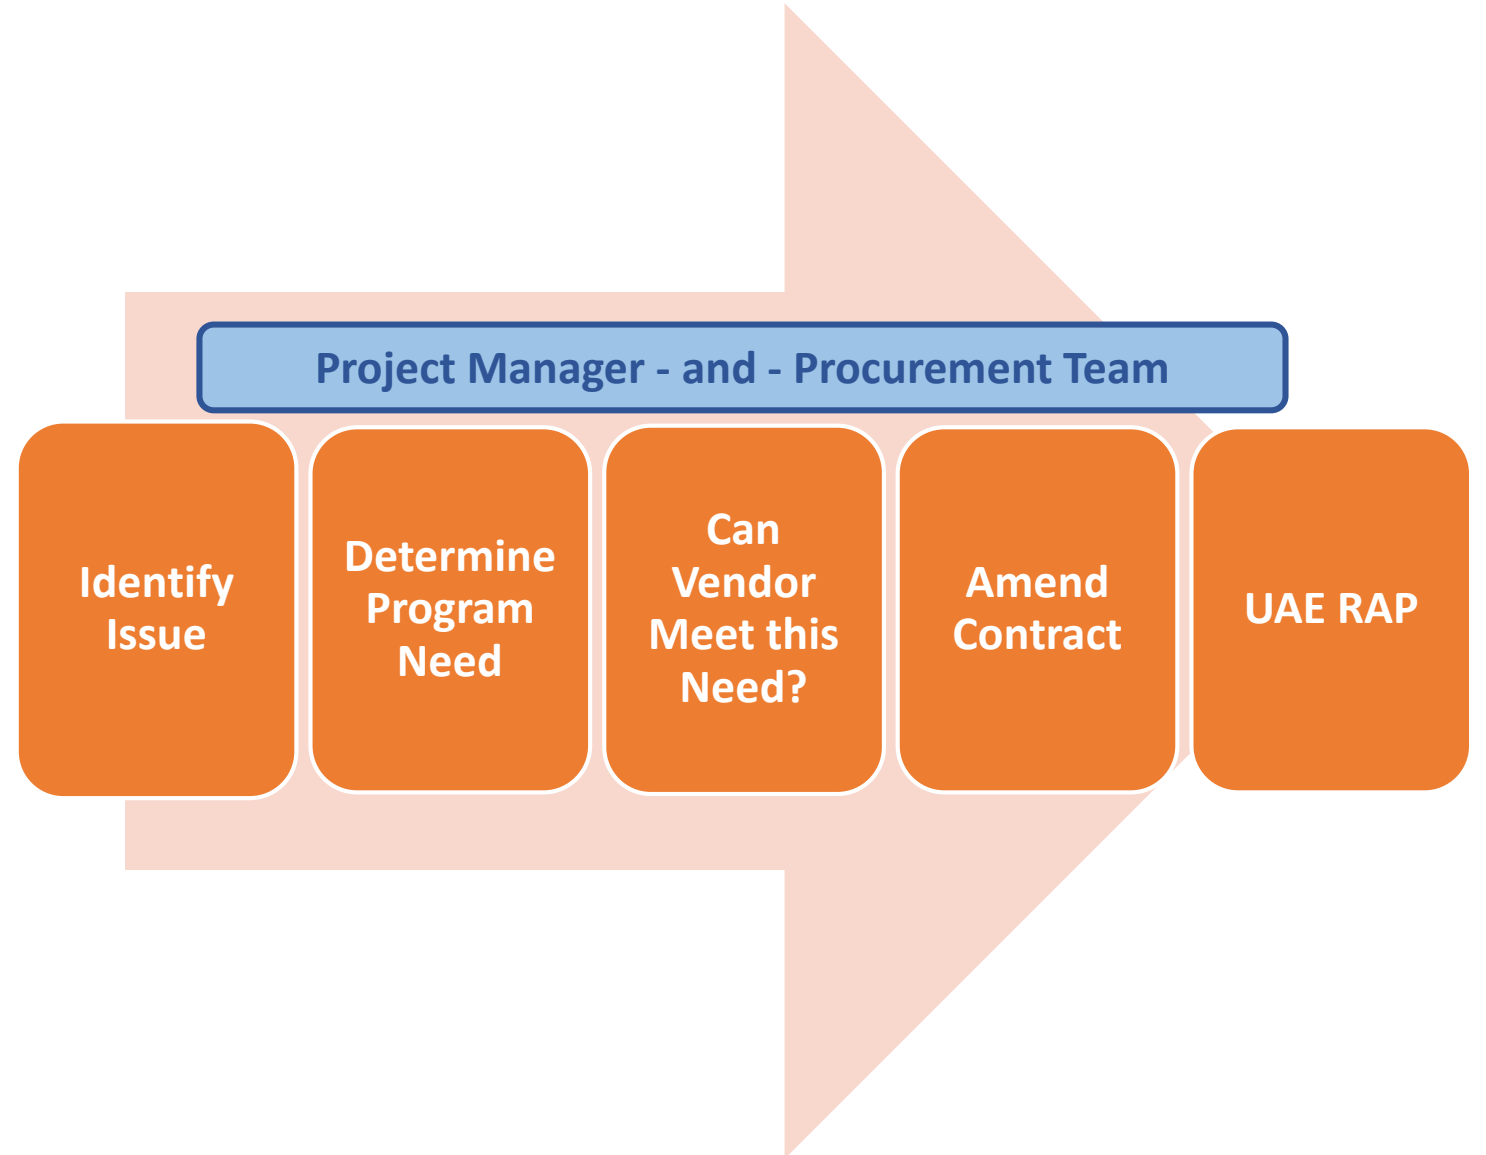 Project Manager - and - Procurement Team
Identify
Issue
Determine
Program
Need
Can
Vendor
Meet this
Need?
Amend
Contract
UAE RAP